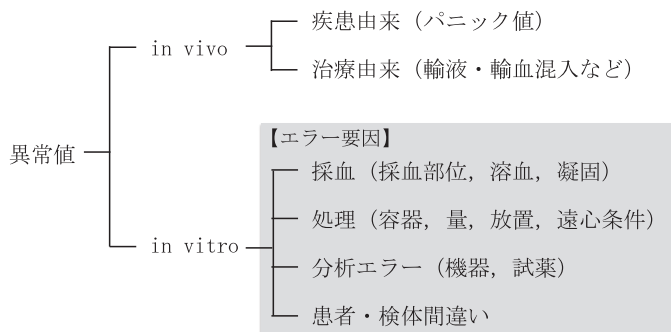 疾患由来（パニック値）
in vivo
治療由来（輸液・輸血混入など）
【エラー要因】
異常値
採血（採血部位，溶血，凝固）
処理（容器，量，放置，遠心条件）
in vitro
分析エラー（機器，試薬）
患者・検体間違い